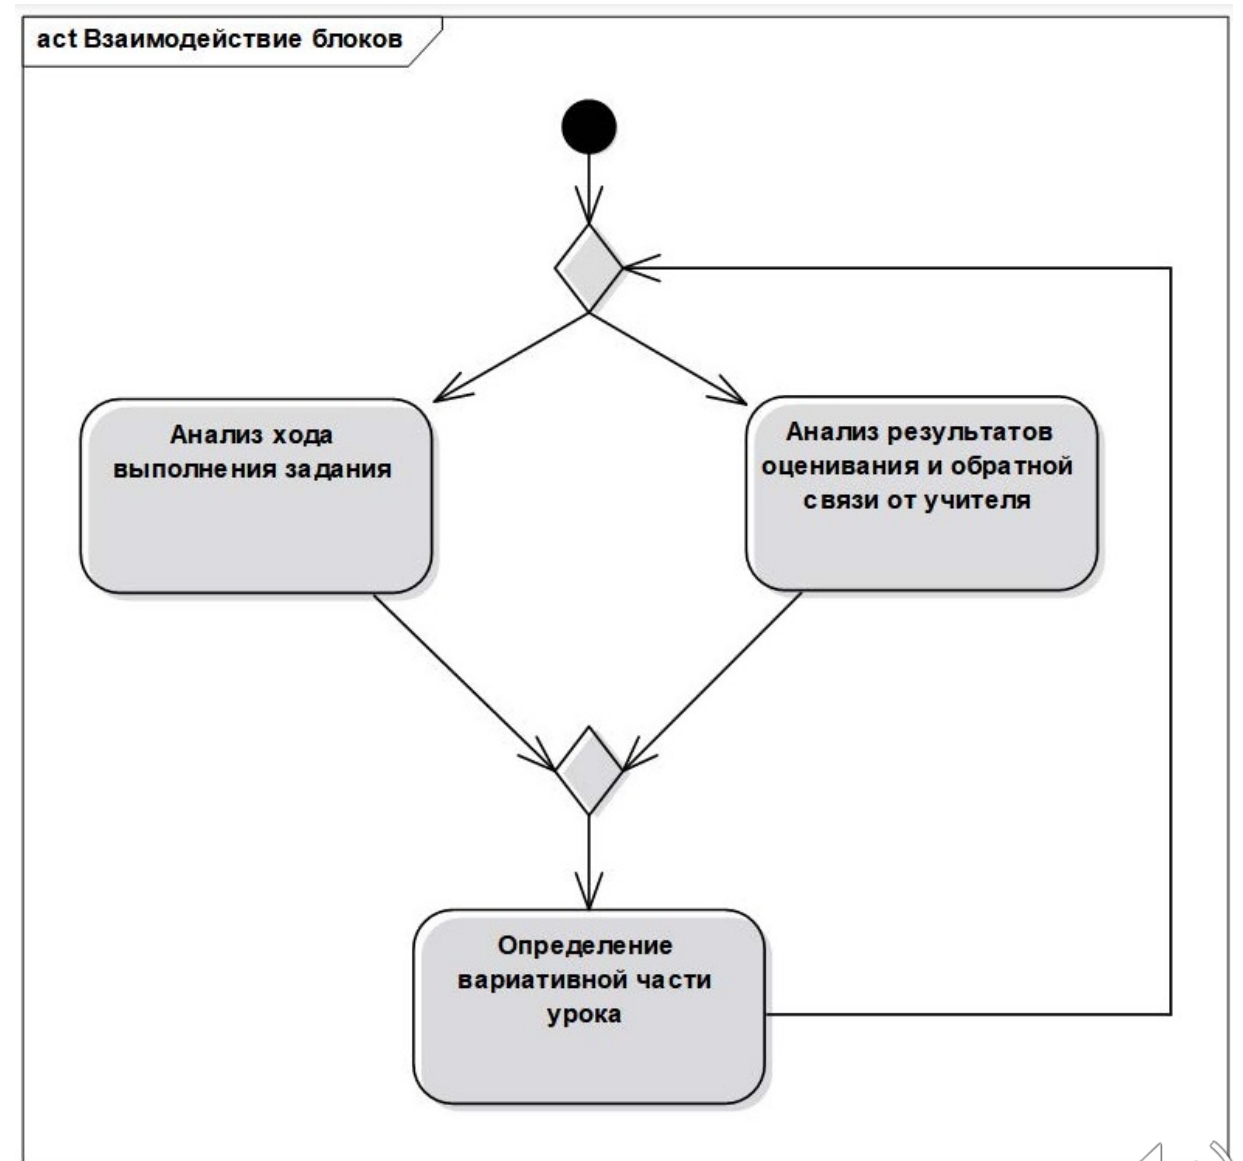 act Взаимодействие блоков
Анализ хода
выполнения задания
Анализ результатов
оценивания и обратной
связи от учителя
Определение
вариативной части
урока